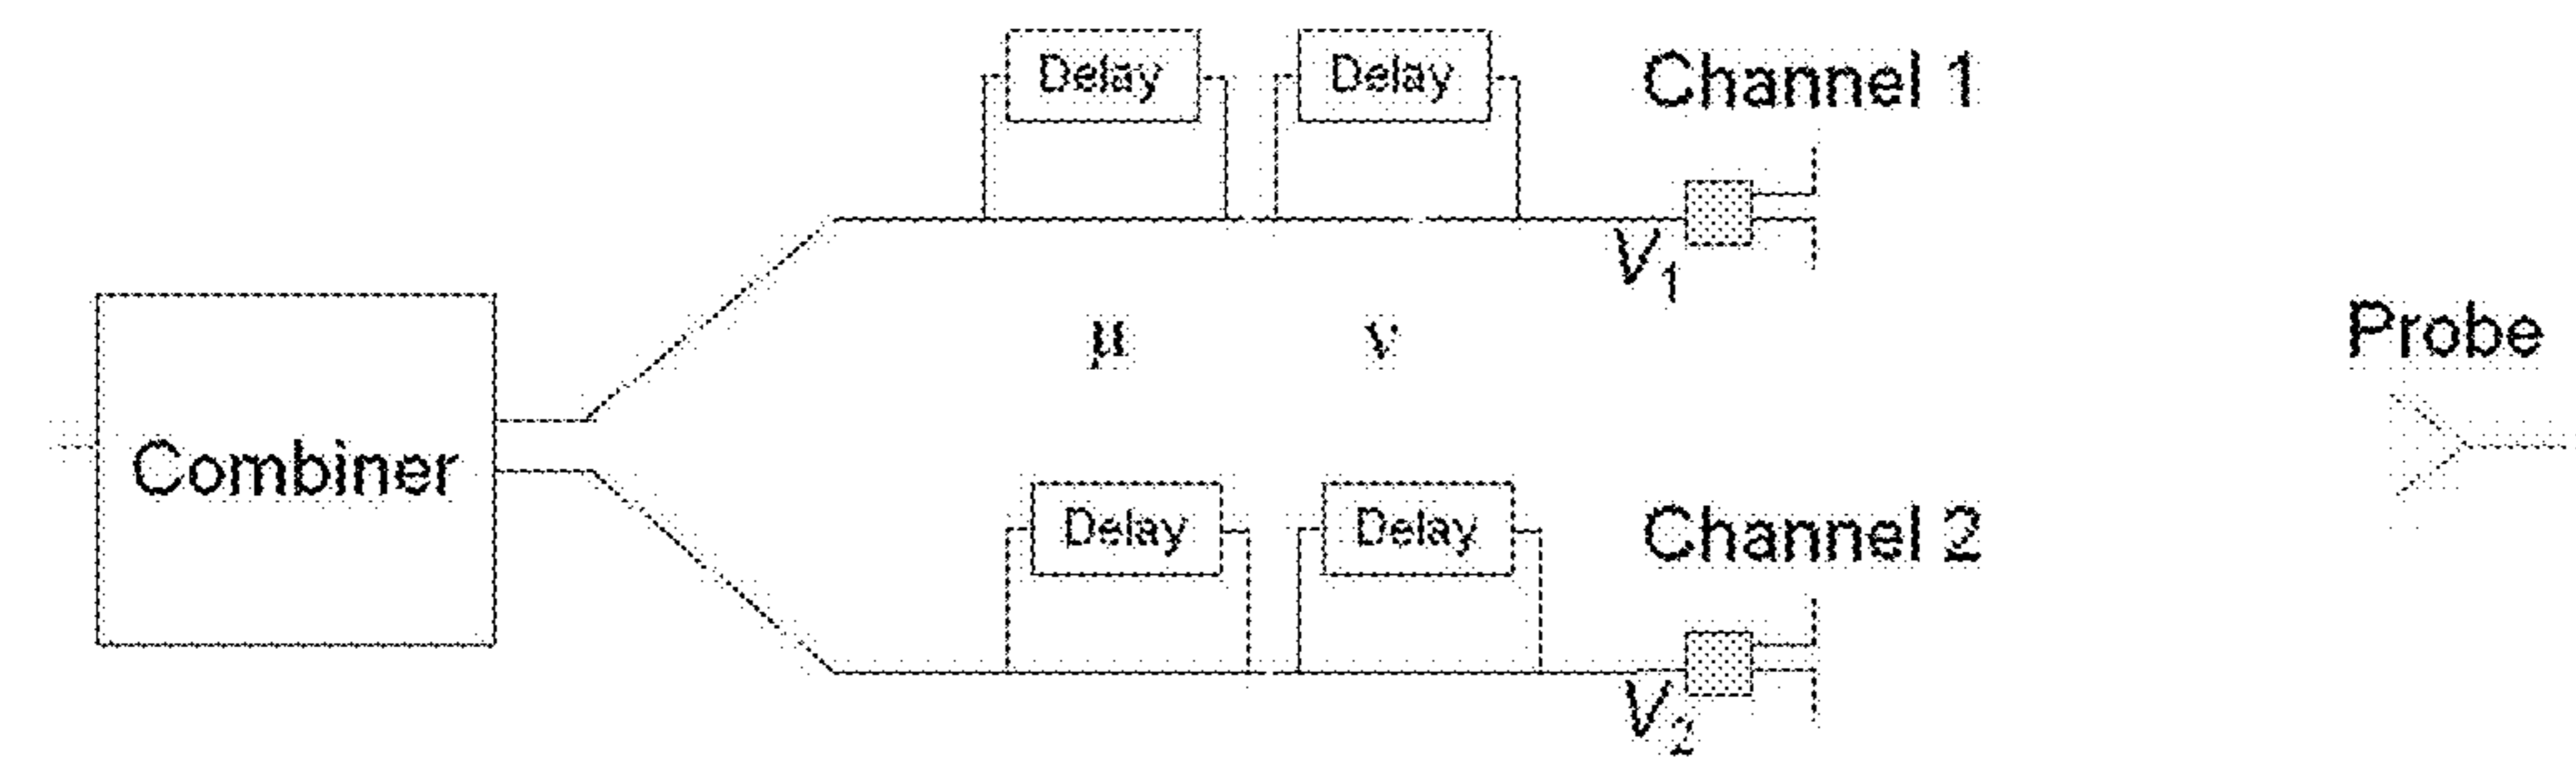 Delay Delay Channel 1
V1
μ ν
Probe
Combiner
Delay Delay Channel 2
V2